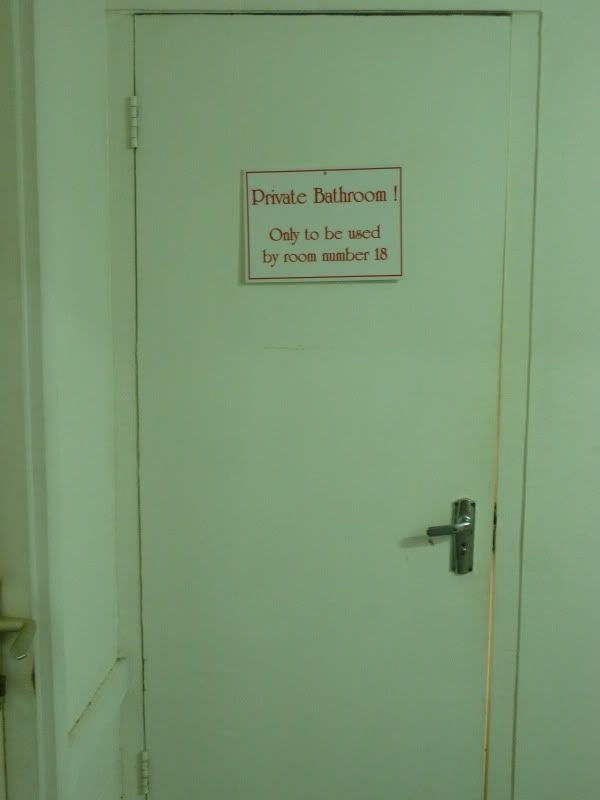 Private Bathroom !
Only to be used
by room number 18